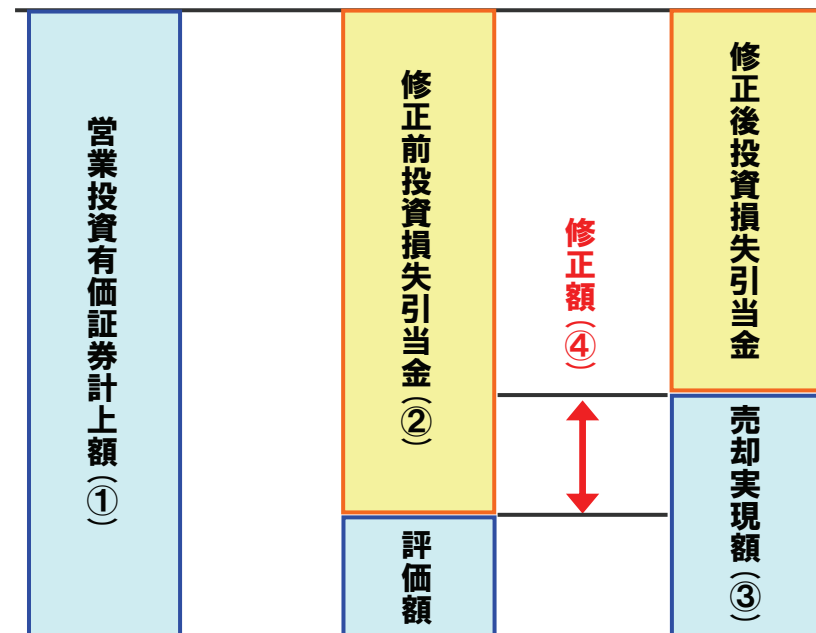 営業投資有価証券計上額（①）
修正前投資損失引当金（②）
評価額
修正額（④）
修正後投資損失引当金
売却実現額（③）